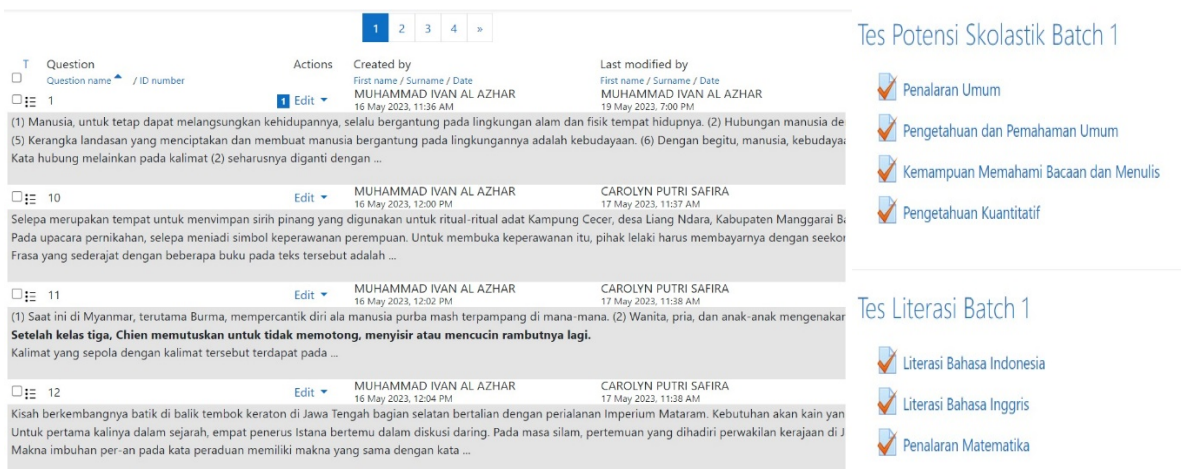 1 2 3 4 »
T Question Actions Created by Last modified by
Question name / ID number First name / Surname / Date First name / Surname / Date
1 1 Edit MUHAMMAD IVAN AL AZHAR MUHAMMAD IVAN AL AZHAR
16 May 2023, 11:36 AM 19 May 2023, 7:00 PM
(1) Manusia, untuk tetap dapat melangsungkan kehidupannya, selalu bergantung pada lingkungan alam dan fisik tempat hidupnya. (2) Hubungan manusia de
(5) Kerangka landasan yang menciptakan dan membuat manusia bergantung pada lingkungannya adalah kebudayaan. (6) Dengan begitu, manusia, kebudaya
Kata hubung melainkan pada kalimat (2) seharusnya diganti dengan ...
10 Edit MUHAMMAD IVAN AL AZHAR CAROLYN PUTRI SAFIRA
16 May 2023, 12:00 PM 17 May 2023, 11:37 AM
Selepa merupakan tempat untuk menvimpan sirih pinang yang digunakan untuk ritual-ritual adat Kampung Cecer, desa Liang Ndara, Kabupaten Manggarai Ba
Pada upacara pernikahan, selepa meniadi simbol keperawanan perempuan. Untuk membuka keperawanan itu, pihak lelaki harus membayarnya dengan seekor
Frasa yang sederajat dengan beberapa buku pada teks tersebut adalah ...
11 Edit MUHAMMAD IVAN AL AZHAR CAROLYN PUTRI SAFIRA
16 May 2023, 12:02 PM 17 May 2023, 11:38 AM
(1) Saat ini di Myanmar, terutama Burma, mempercantik diri ala manusia purba mash terpampang di mana-mana. (2) Wanita, pria, dan anak-anak mengenakan
Setelah kelas tiga, Chien memutuskan untuk tidak memotong, menyisir atau mencucin rambutnya lagi.
Kalimat yang sepola dengan kalimat tersebut terdapat pada ...
12 Edit MUHAMMAD IVAN AL AZHAR CAROLYN PUTRI SAFIRA
16 May 2023, 12:04 PM 17 May 2023, 11:38 AM
Kisah berkembangnya batik di balik tembok keraton di Jawa Tengah bagian selatan bertalian dengan perialanan Imperium Mataram. Kebutuhan akan kain yan
Untuk pertama kalinya dalam sejarah, empat penerus Istana bertemu dalam diskusi daring. Pada masa silam, pertemuan yang dihadiri perwakilan kerajaan di J
Makna imbuhan per-an pada kata peraduan memiliki makna yang sama dengan kata ...
Tes Potensi Skolastik Batch 1
Penalaran Umum
Pengetahuan dan Pemahaman Umum
Kemampuan Memahami Bacaan dan Menulis
Pengetahuan Kuantitatif
Tes Literasi Batch 1
Literasi Bahasa Indonesia
Literasi Bahasa Inggris
Penalaran Matematika